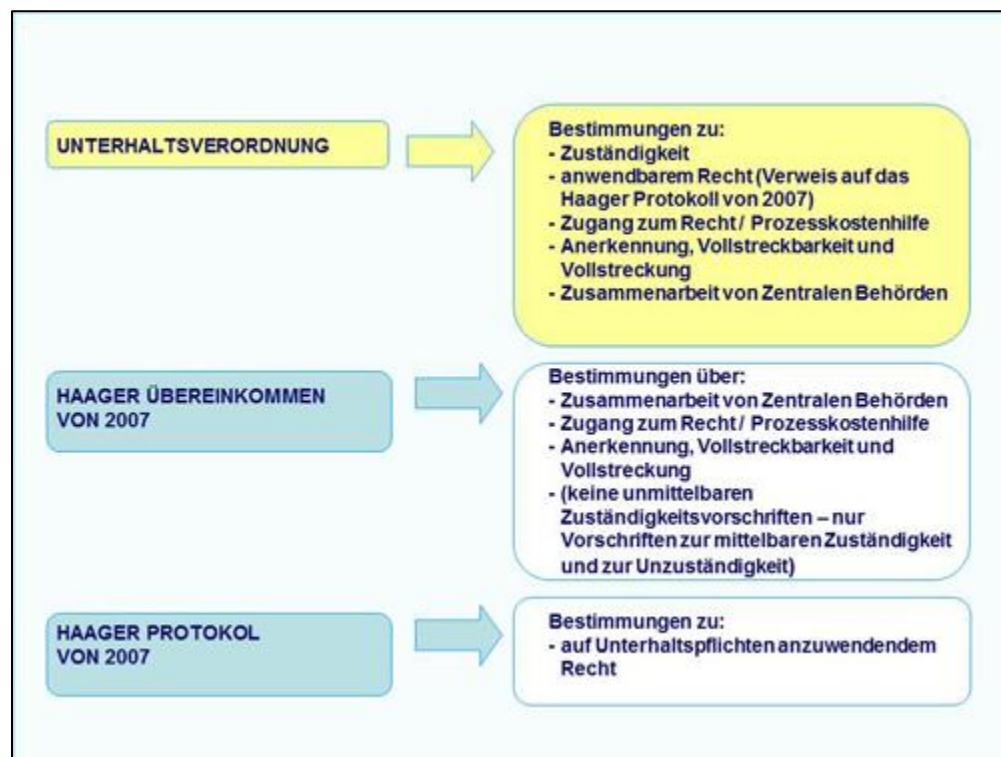 UNTERHALTSVERORDNUNG
Bestimmungen zu:
- Zuständigkeit
- anwendbarem Recht (Verweis auf das
Haager Protokoll von 2007)
- Zugang zum Recht / Prozesskostenhilfe
- Anerkennung, Vollstreckbarkeit und
Vollstreckung
- Zusammenarbeit von Zentralen Behörden
HAAGER ÜBEREINKOMMEN
VON 2007
Bestimmungen über:
- Zusammenarbeit von Zentralen Behörden
- Zugang zum Recht / Prozesskostenhilfe
- Anerkennung, Vollstreckbarkeit und
Vollstreckung
- (keine unmittelbaren
Zuständigkeitsvorschriften – nur
Vorschriften zur mittelbaren Zuständigkeit
und zur Unzuständigkeit)
HAAGER PROTOKOL
VON 2007
Bestimmungen zu:
- auf Unterhaltspflichten anzuwendendem
Recht